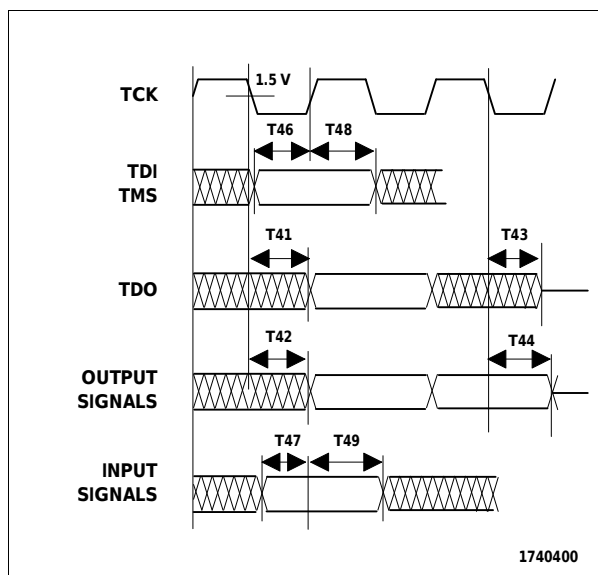 TCK
1.5 V
T46
T48
TDI
TMS
T41
T43
TDO
T42
T44
OUTPUT
SIGNALS
T47
T49
INPUT
SIGNALS
1740400